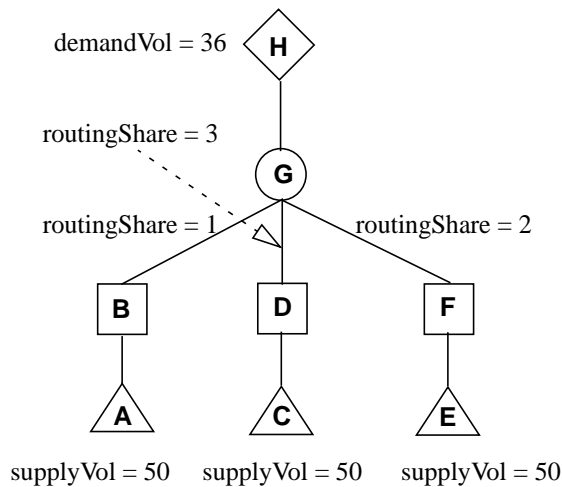 demandVol = 36
H
routingShare = 3
G
routingShare = 1
routingShare = 2
B
D
F
A
C
E
supplyVol = 50
supplyVol = 50
supplyVol = 50